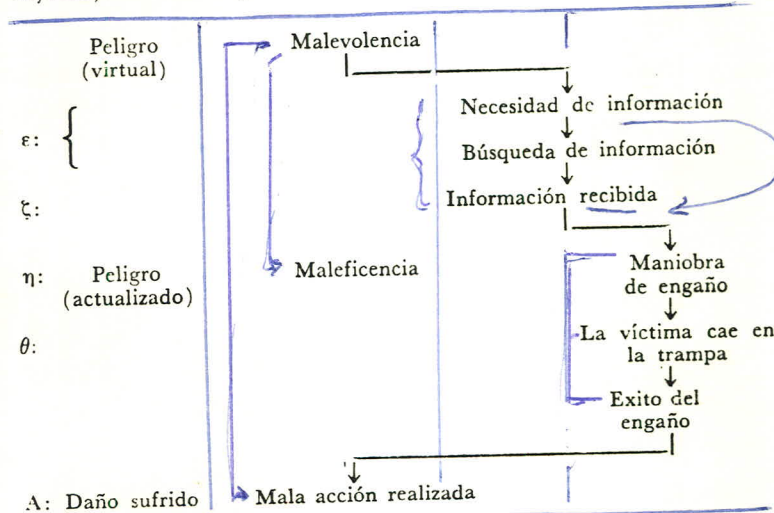 Peligro
(virtual)
Malevolencia
Necesidad de información
ε:
Búsqueda de información
ζ:
Información recibida
η: Peligro
(actualizado)
Maleficencia
Maniobra
de engaño
θ:
La víctima cae en
la trampa
Exito del
engaño
A: Daño sufrido
Mala acción realizada